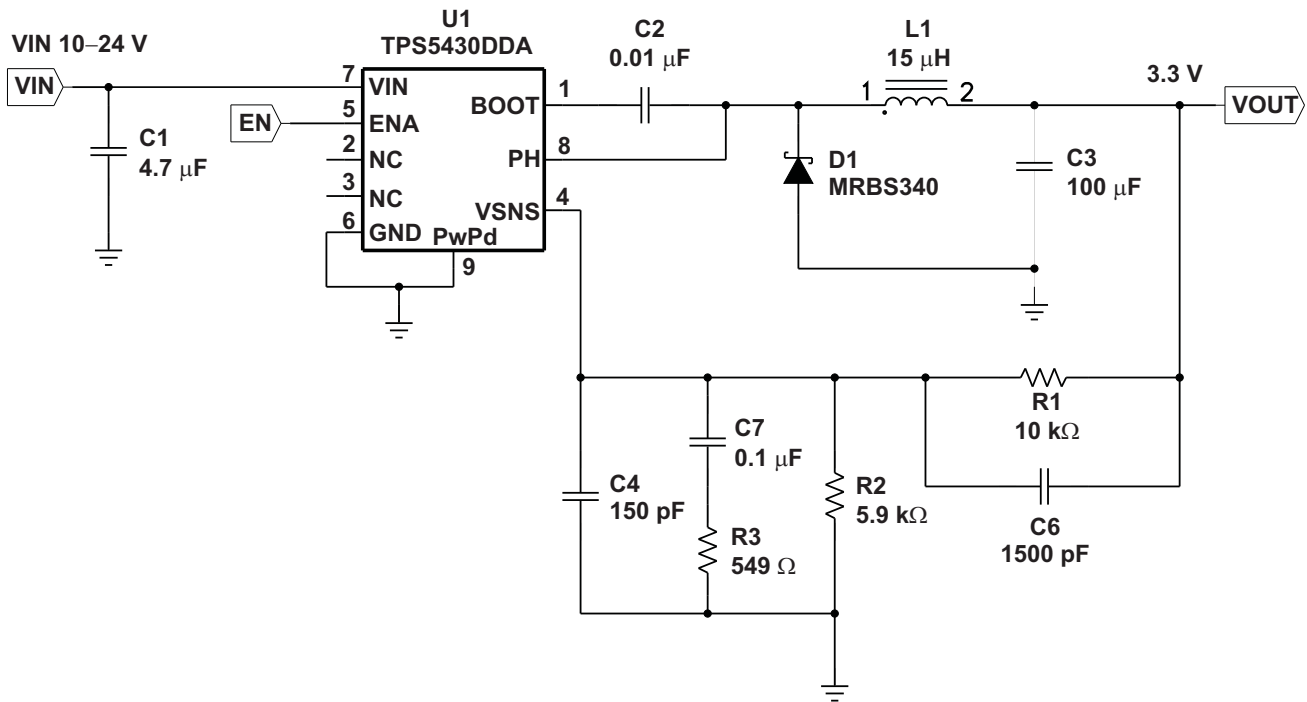 U1
TPS5430DDA
VIN 10–24 V
VIN
C1
4.7 μF
EN
7
5
2
3
6
VIN
ENA
NC
NC
GND
BOOT
PH
VSNS
PwPd
1
8
4
9
C2
0.01 μF
L1
15 μH
1
2
3.3 V
VOUT
D1
MRBS340
C3
100 μF
R1
10 kΩ
C6
1500 pF
C7
0.1 μF
C4
150 pF
R3
549 Ω
R2
5.9 kΩ